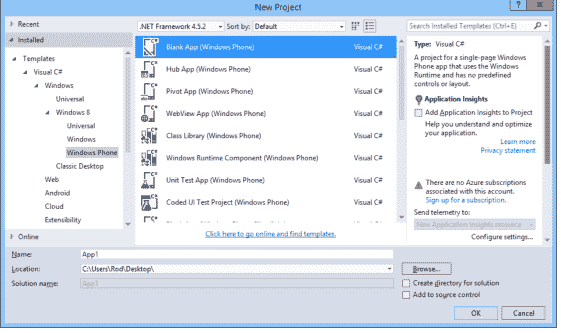 New Project
? ×
Recent
.NET Framework 4.5.2 Sort by: Default
Search Installed Templates (Ctrl+E)
Installed
Templates
Visual C#
Windows
Universal
Windows 8
Universal
Windows
Windows Phone
Classic Desktop
Web
Android
Cloud
Extensibility
Online
Blank App (Windows Phone) Visual C#
Hub App (Windows Phone) Visual C#
Pivot App (Windows Phone) Visual C#
WebView App (Windows Phone) Visual C#
Class Library (Windows Phone) Visual C#
Windows Runtime Component (Windows Phone) Visual C#
Unit Test App (Windows Phone) Visual C#
Coded UI Test Project (Windows Phone) Visual C#
Click here to go online and find templates.
Type: Visual C#
A project for a single-page Windows
Phone app that uses the Windows
Runtime and has no predefined
controls or layout.
Application Insights
Add Application Insights to Project
Help you understand and optimize
your application.
Learn more
Privacy statement
There are no Azure subscriptions
associated with this account.
Sign up for a subscription.
Send telemetry to:
New Application Insights resource
Configure settings...
Name: App1
Location: C:\Users\Rod\Desktop\
Browse...
Solution name: App1
Create directory for solution
Add to source control
OK Cancel